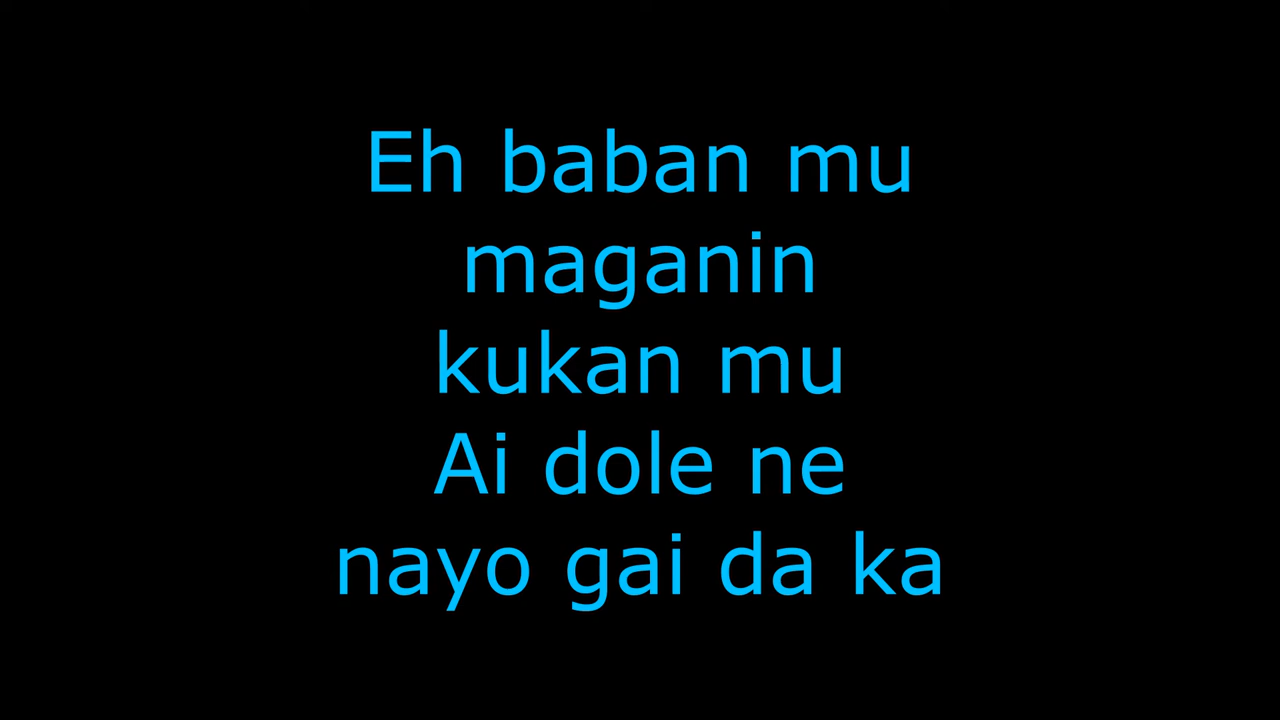 Eh baban mu
maganin
kukan mu
Ai dole ne
nayo gai da ka